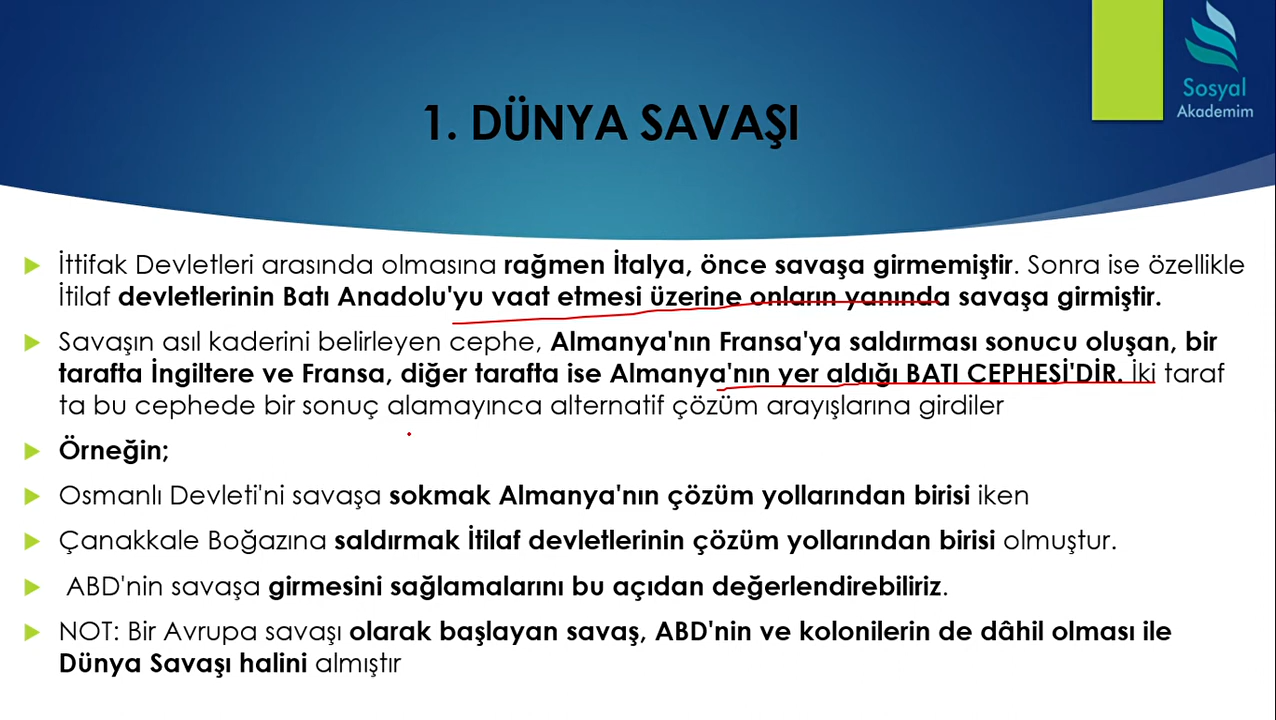 Sosyal
Akademim
1. DÜNYA SAVAŞI
İttifak Devletleri arasında olmasına rağmen İtalya, önce savaşa girmemiştir. Sonra ise özellikle
İtilaf devletlerinin Batı Anadolu'yu vaat etmesi üzerine onların yanında savaşa girmiştir.
Savaşın asıl kaderini belirleyen cephe, Almanya'nın Fransa'ya saldırması sonucu oluşan, bir
tarafta İngiltere ve Fransa, diğer tarafta ise Almanya'nın yer aldığı BATI CEPHESİ'DİR. İki taraf
ta bu cephede bir sonuç alamayınca alternatif çözüm arayışlarına girdiler
Örneğin;
Osmanlı Devleti'ni savaşa sokmak Almanya'nın çözüm yollarından birisi iken
Çanakkale Boğazına saldırmak İtilaf devletlerinin çözüm yollarından birisi olmuştur.
ABD'nin savaşa girmesini sağlamalarını bu açıdan değerlendirebiliriz.
NOT: Bir Avrupa savaşı olarak başlayan savaş, ABD'nin ve kolonilerin de dâhil olması ile
Dünya Savaşı halini almıştır